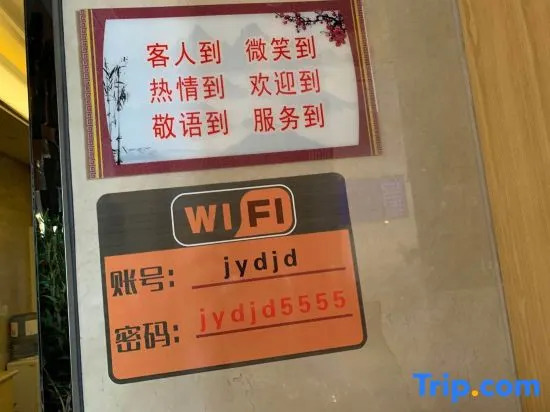 客人到 微笑到
热情到 欢迎到
敬语到 服务到
WIFI
账号: jydjd
密码: jydjd5555
Trip.com